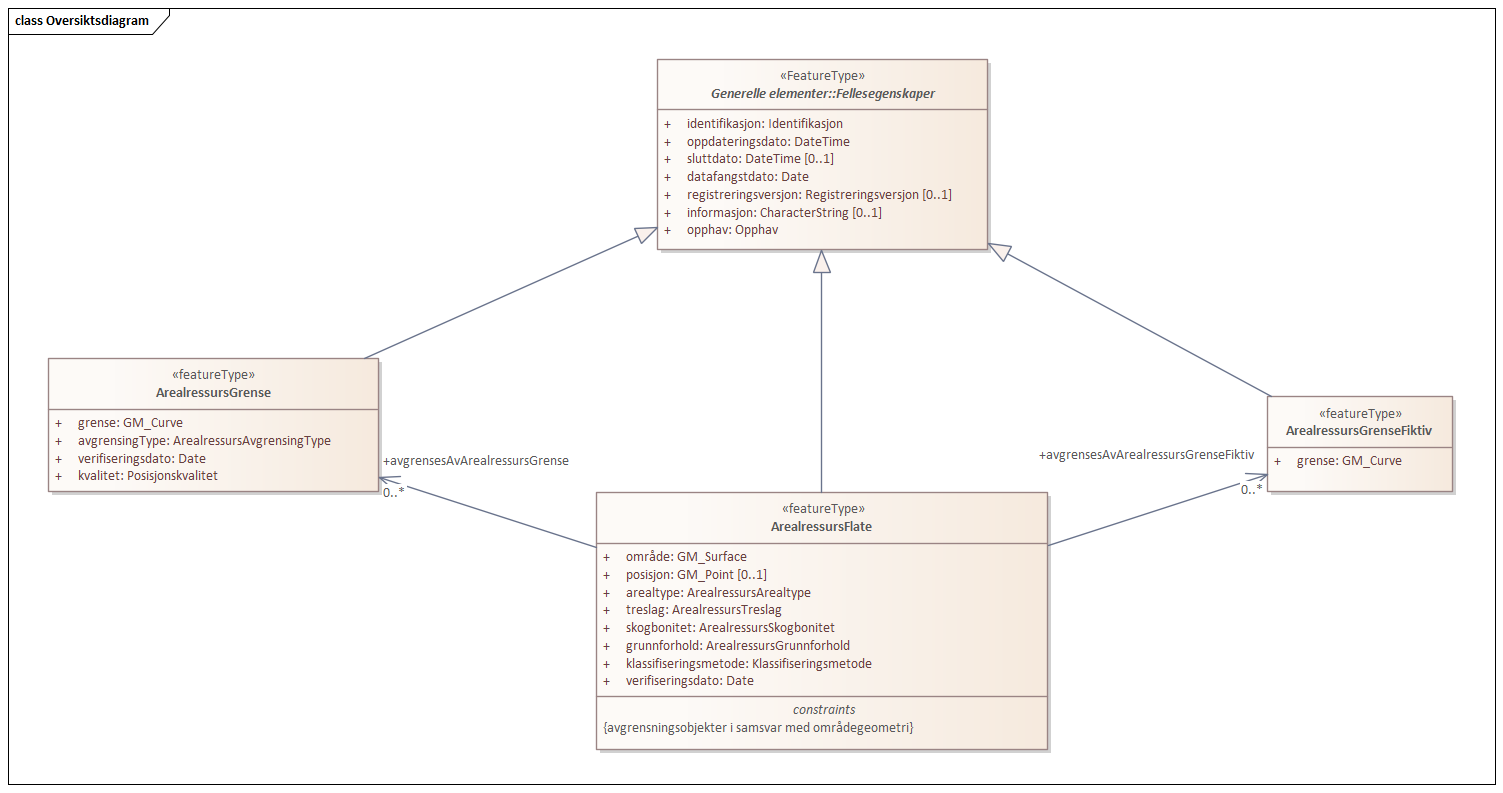 class Oversiktsdiagram
«FeatureType»
Generelle elementer::Fellesegenskaper
+ identifikasjon: Identifikasjon
+ oppdateringsdato: DateTime
+ sluttdato: DateTime [0..1]
+ datafangstdato: Date
+ registreringsversjon: Registreringsversjon [0..1]
+ informasjon: CharacterString [0..1]
+ opphav: Opphav
«featureType»
ArealressursGrense
+ grense: GM_Curve
+ avgrensingType: ArealressursAvgrensingType
+ verifiseringsdato: Date
+ kvalitet: Posisjonskvalitet
+avgrensesAvArealressursGrense
0..*
«featureType»
ArealressursGrenseFiktiv
+ grense: GM_Curve
+avgrensesAvArealressursGrenseFiktiv
0..*
«featureType»
ArealressursFlate
+ område: GM_Surface
+ posisjon: GM_Point [0..1]
+ arealtype: ArealressursArealtype
+ treslag: ArealressursTreslag
+ skogbonitet: ArealressursSkogbonitet
+ grunnforhold: ArealressursGrunnforhold
+ klassifiseringsmetode: Klassifiseringsmetode
+ verifiseringsdato: Date
constraints
{avgrensningsobjekter i samsvar med områdegeometri}